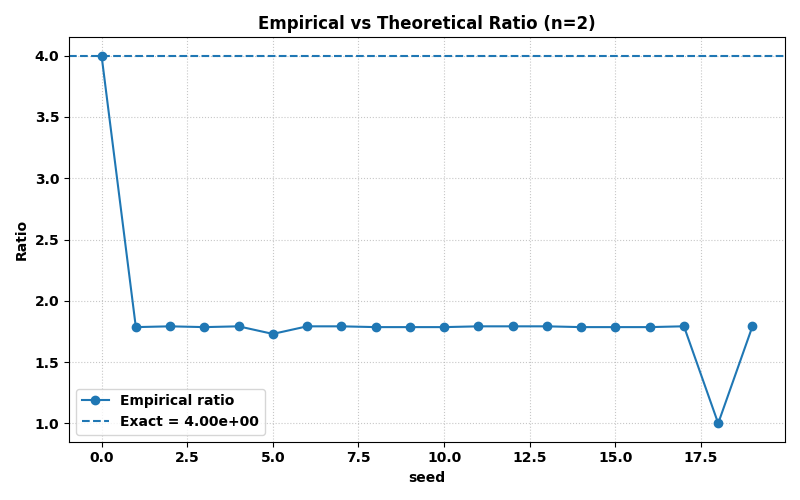 Empirical vs Theoretical Ratio (n=2)
Ratio
4.0
3.5
3.0
2.5
2.0
1.5
1.0
Empirical ratio
Exact = 4.00e+00
0.0 2.5 5.0 7.5 10.0 12.5 15.0 17.5
seed